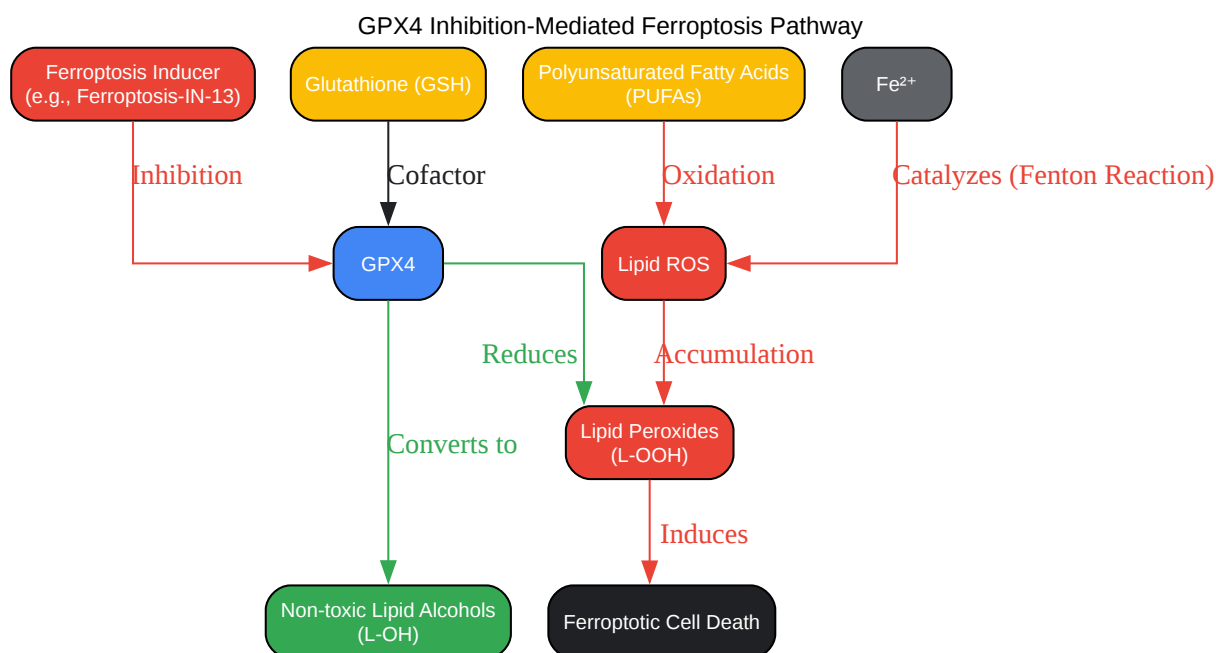 GPX4 Inhibition-Mediated Ferroptosis Pathway
Ferroptosis Inducer
(e.g., Ferroptosis-IN-13)
Glutathione (GSH)
Polyunsaturated Fatty Acids
(PUFAs)
Fe²⁺
Inhibition
Cofactor
Oxidation
Catalyzes (Fenton Reaction)
GPX4
Lipid ROS
Reduces
Accumulation
Converts to
Lipid Peroxides
(L-OOH)
Induces
Non-toxic Lipid Alcohols
(L-OH)
Ferroptotic Cell Death